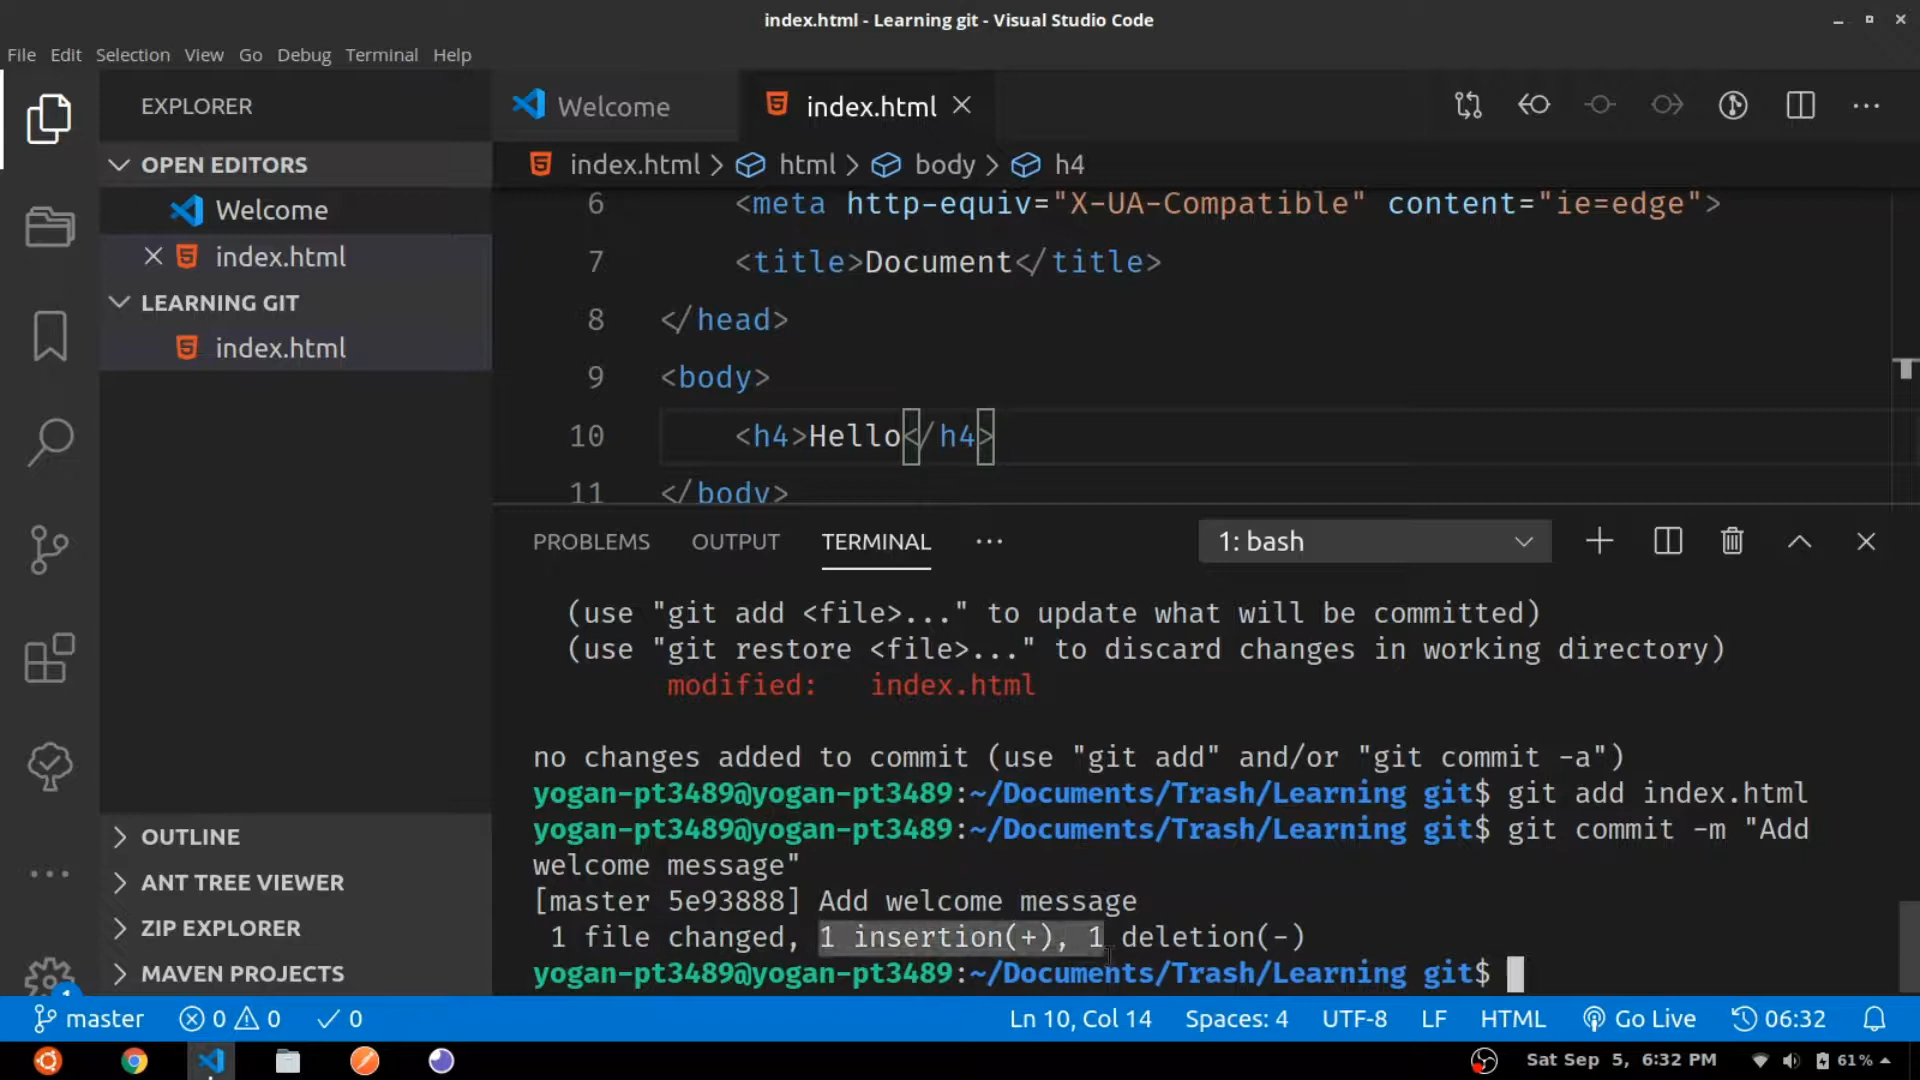 index.html - Learning git - Visual Studio Code
File Edit Selection View Go Debug Terminal Help
EXPLORER
OPEN EDITORS
Welcome
index.html
LEARNING GIT
index.html
OUTLINE
ANT TREE VIEWER
ZIP EXPLORER
MAVEN PROJECTS
Welcome index.html
index.html > html > body > h4
6 <meta http-equiv="X-UA-Compatible" content="ie=edge">
7 <title>Document</title>
8 </head>
9 <body>
10 <h4>Hello</h4>
11 </body>
PROBLEMS OUTPUT TERMINAL ... 1: bash
(use "git add <file>..." to update what will be committed)
(use "git restore <file>..." to discard changes in working directory)
modified: index.html
no changes added to commit (use "git add" and/or "git commit -a")
yogan-pt3489@yogan-pt3489:~/Documents/Trash/Learning git$ git add index.html
yogan-pt3489@yogan-pt3489:~/Documents/Trash/Learning git$ git commit -m "Add
welcome message"
[master 5e93888] Add welcome message
1 file changed, 1 insertion(+), 1 deletion(-)
yogan-pt3489@yogan-pt3489:~/Documents/Trash/Learning git$
master 0 0 0 Ln 10, Col 14 Spaces: 4 UTF-8 LF HTML Go Live 06:32
Sat Sep 5, 6:32 PM 61%